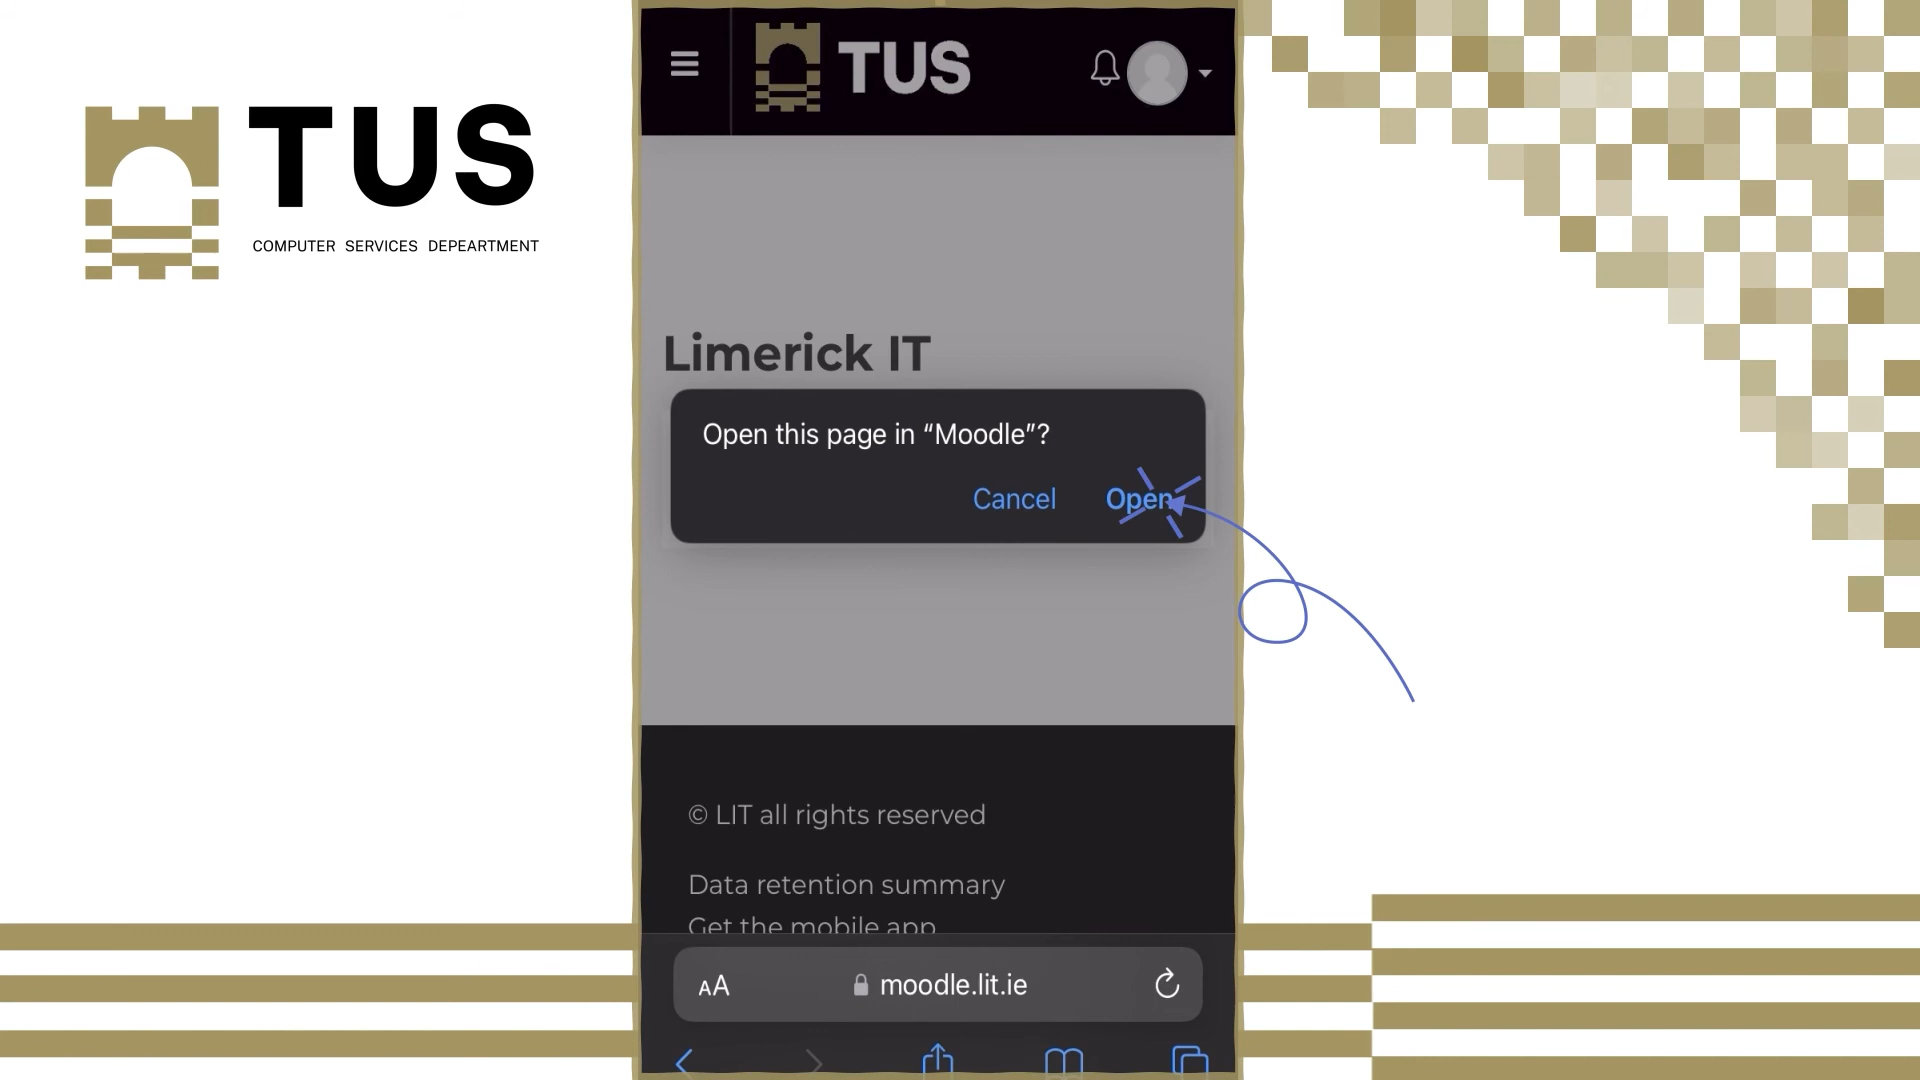 TUS
COMPUTER SERVICES DEPEARTMENT
TUS
Limerick IT
Open this page in “Moodle”?
Cancel
Open
© LIT all rights reserved
Data retention summary
Get the mobile app
AA
moodle.lit.ie